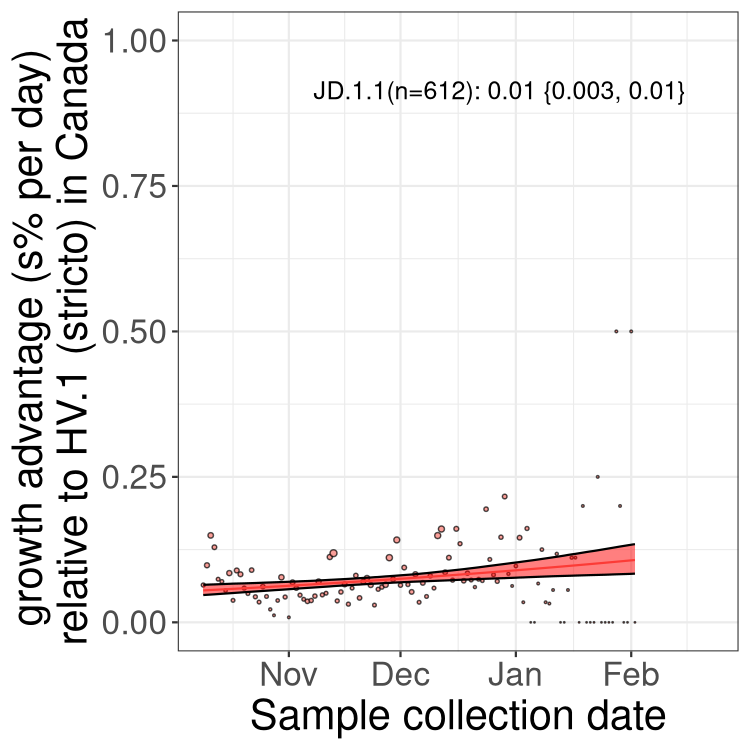 growth advantage (s% per day)
relative to HV.1 (stricto) in Canada
1.00
0.75
0.50
0.25
0.00
JD.1.1(n=612): 0.01 {0.003, 0.01}
Nov Dec Jan Feb
Sample collection date